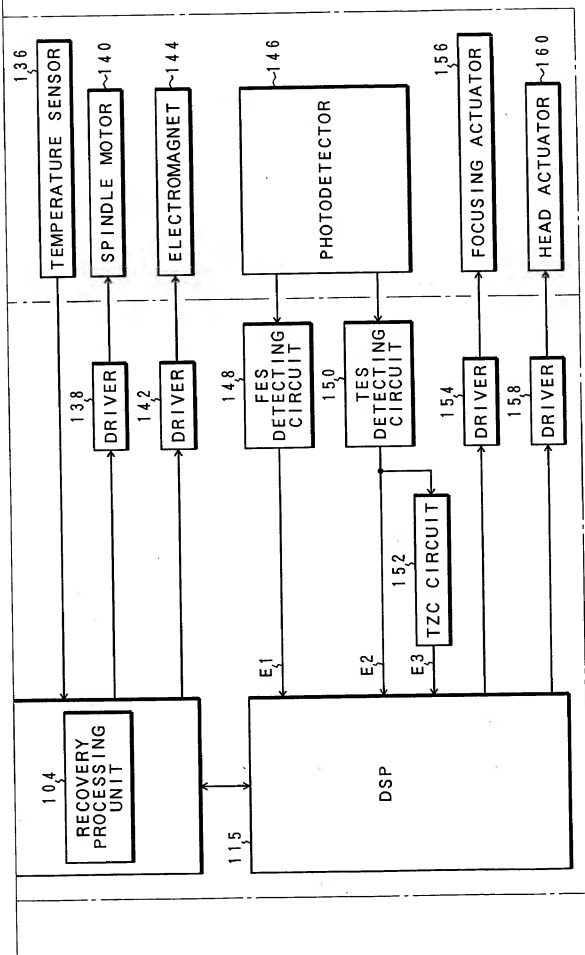 136
TEMPERATURE SENSOR
140
SPINDLE MOTOR
144
ELECTROMAGNET
146
PHOTODETECTOR
156
FOCUSING ACTUATOR
160
HEAD ACTUATOR
138
DRIVER
142
DRIVER
148
FES
DETECTING
CIRCUIT
150
TES
DETECTING
CIRCUIT
154
DRIVER
158
DRIVER
152
TZC CIRCUIT
E1
E2
E3
104
RECOVERY
PROCESSING
UNIT
115
DSP